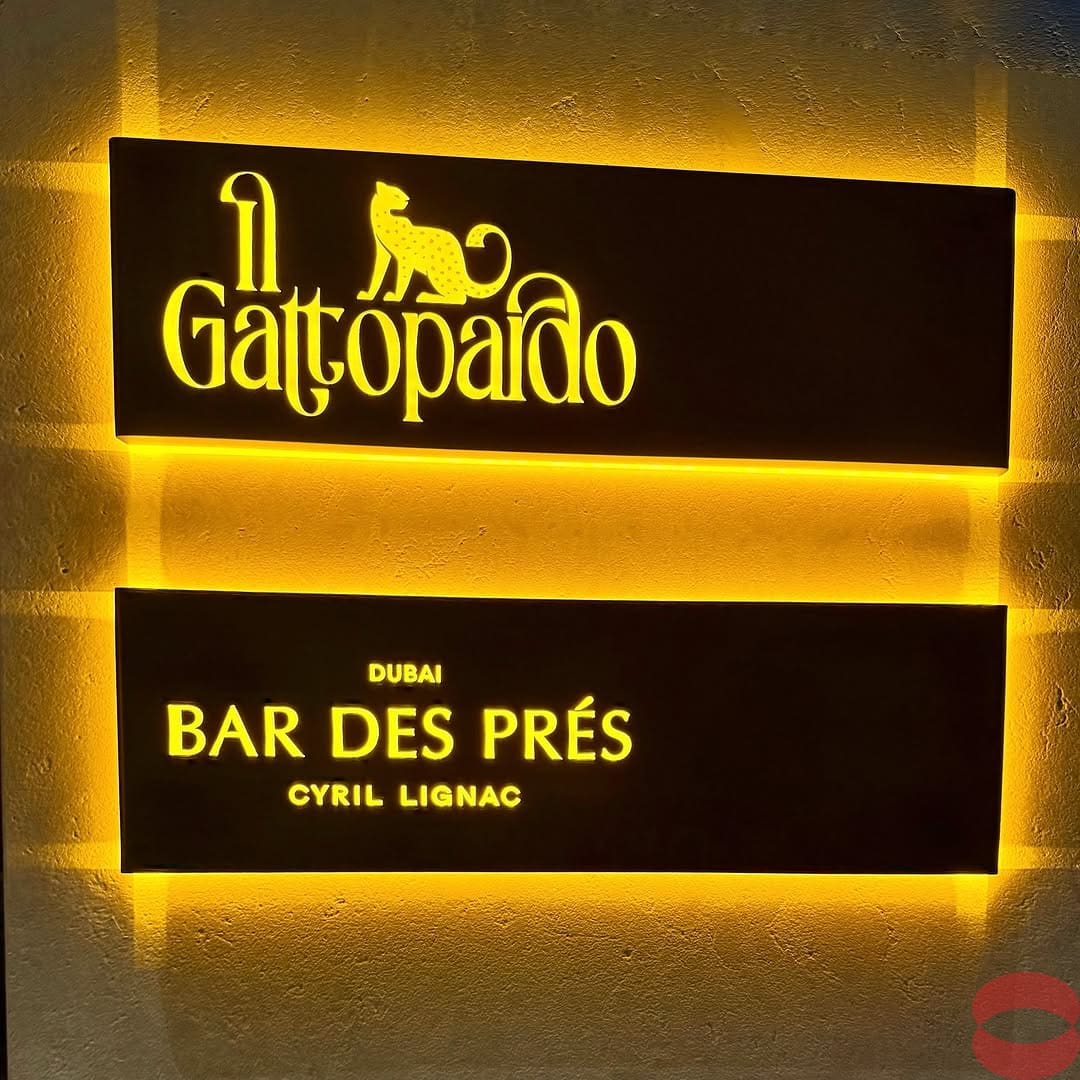 il
Gattopardo
DUBAI
BAR DES PRÉS
CYRIL LIGNAC